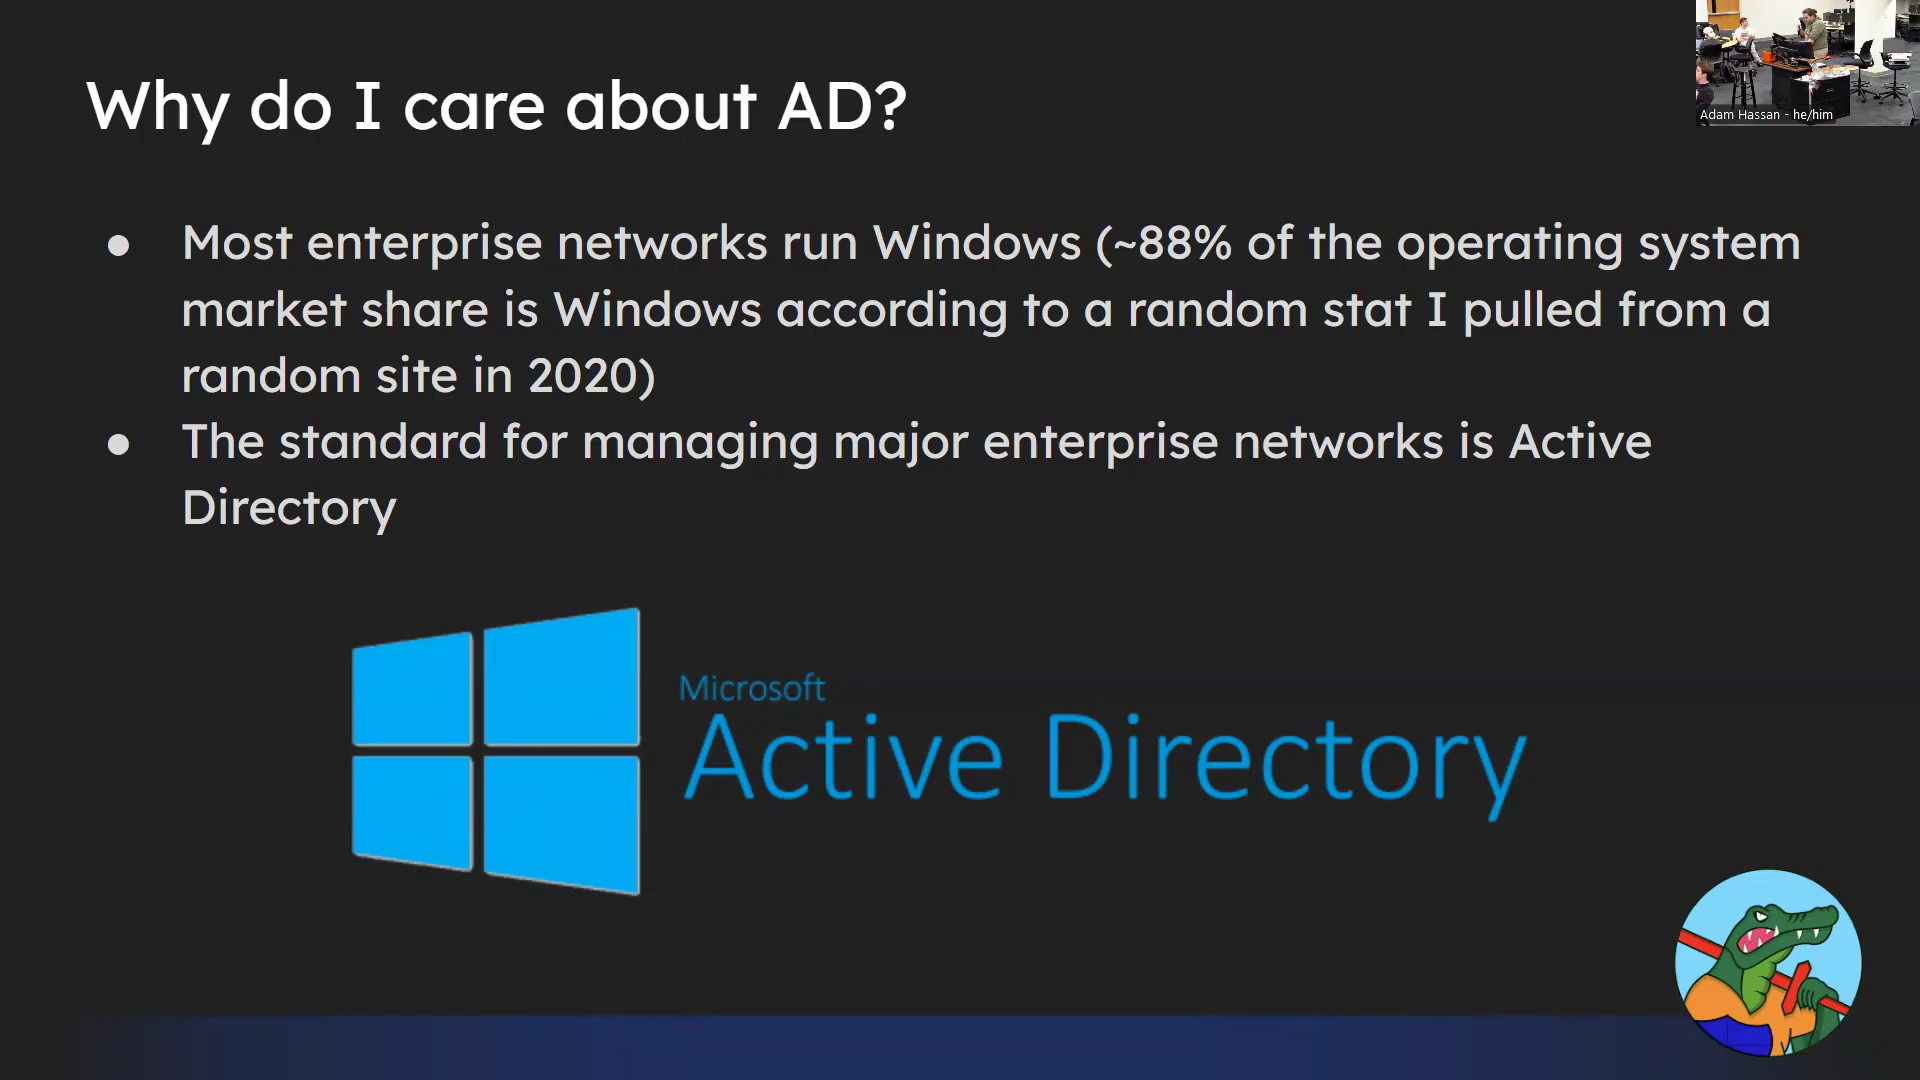 Why do I care about AD?
Adam Hassan - he/him
● Most enterprise networks run Windows (~88% of the operating system
market share is Windows according to a random stat I pulled from a
random site in 2020)
● The standard for managing major enterprise networks is Active
Directory
Microsoft
Active Directory